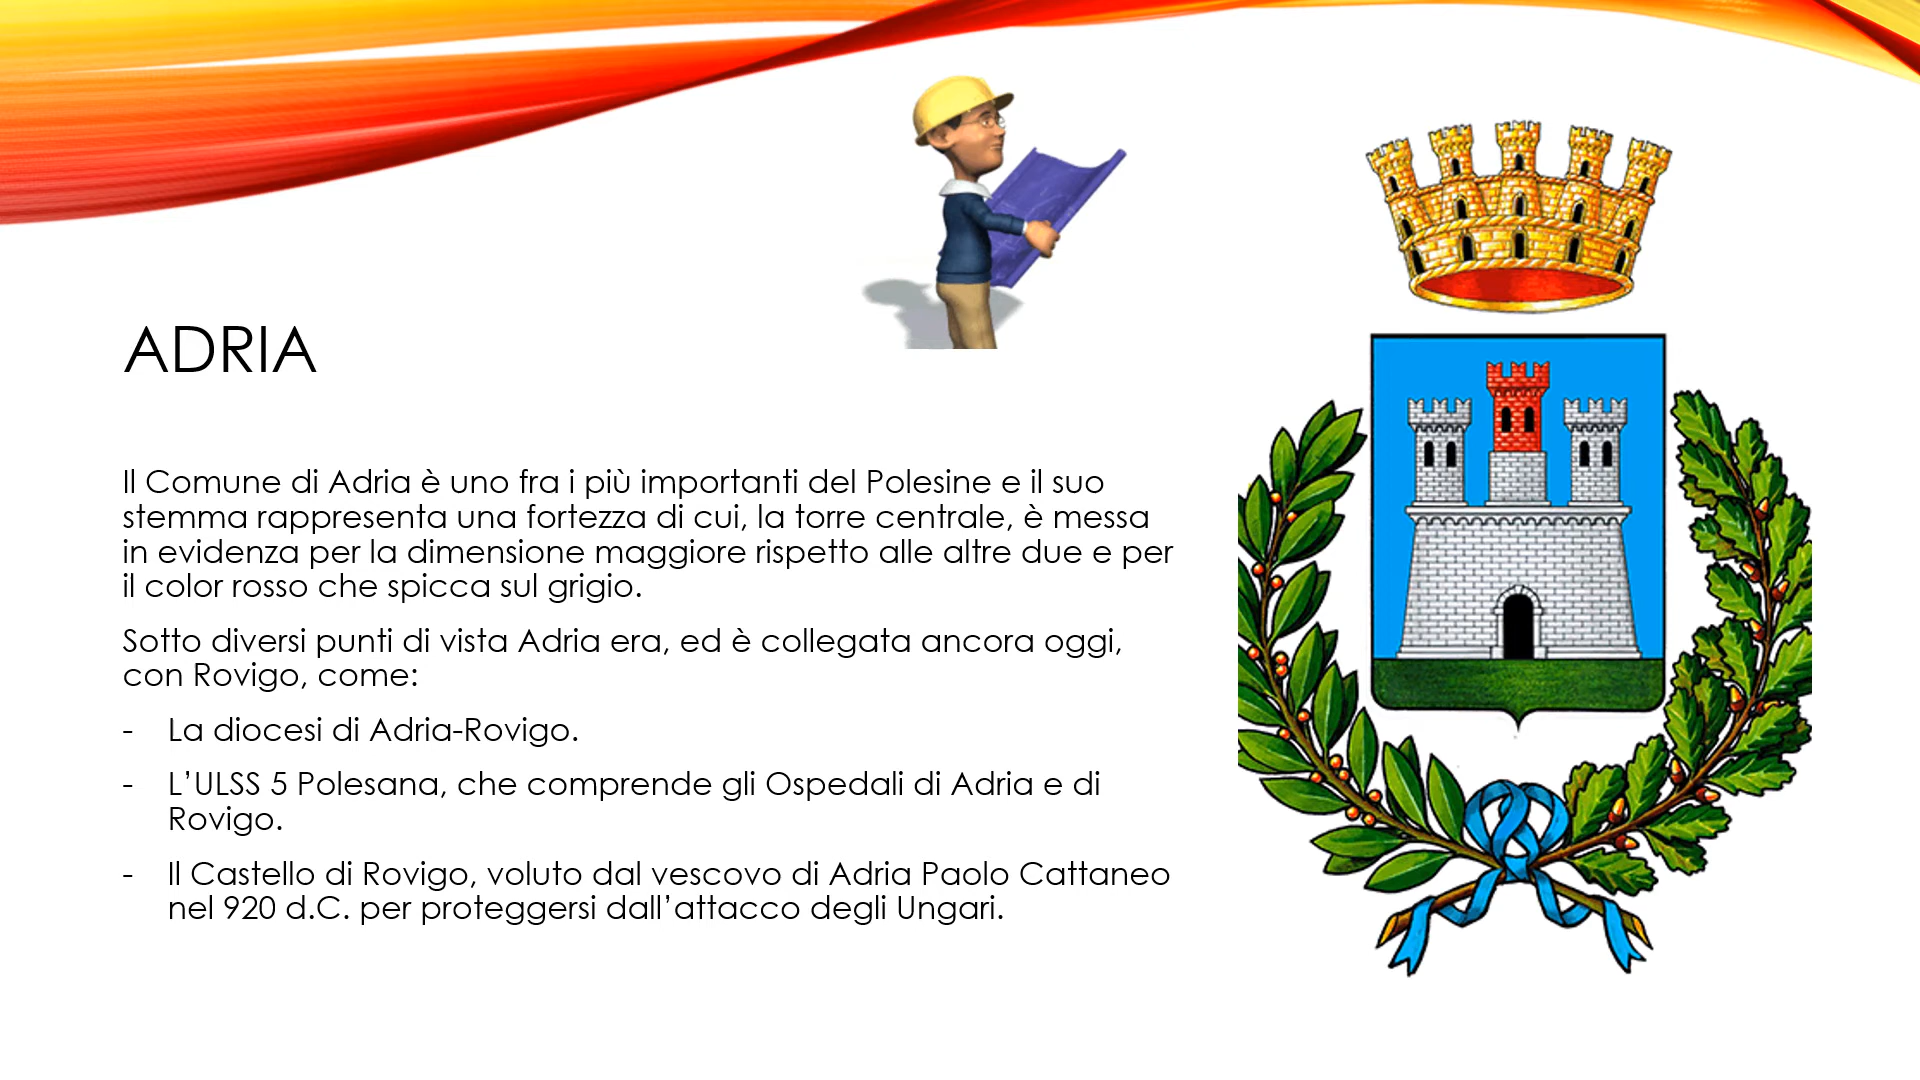 ADRIA
Il Comune di Adria è uno fra i più importanti del Polesine e il suo
stemma rappresenta una fortezza di cui, la torre centrale, è messa
in evidenza per la dimensione maggiore rispetto alle altre due e per
il color rosso che spicca sul grigio.
Sotto diversi punti di vista Adria era, ed è collegata ancora oggi,
con Rovigo, come:
- La diocesi di Adria-Rovigo.
- L’ULSS 5 Polesana, che comprende gli Ospedali di Adria e di
Rovigo.
- Il Castello di Rovigo, voluto dal vescovo di Adria Paolo Cattaneo
nel 920 d.C. per proteggersi dall’attacco degli Ungari.